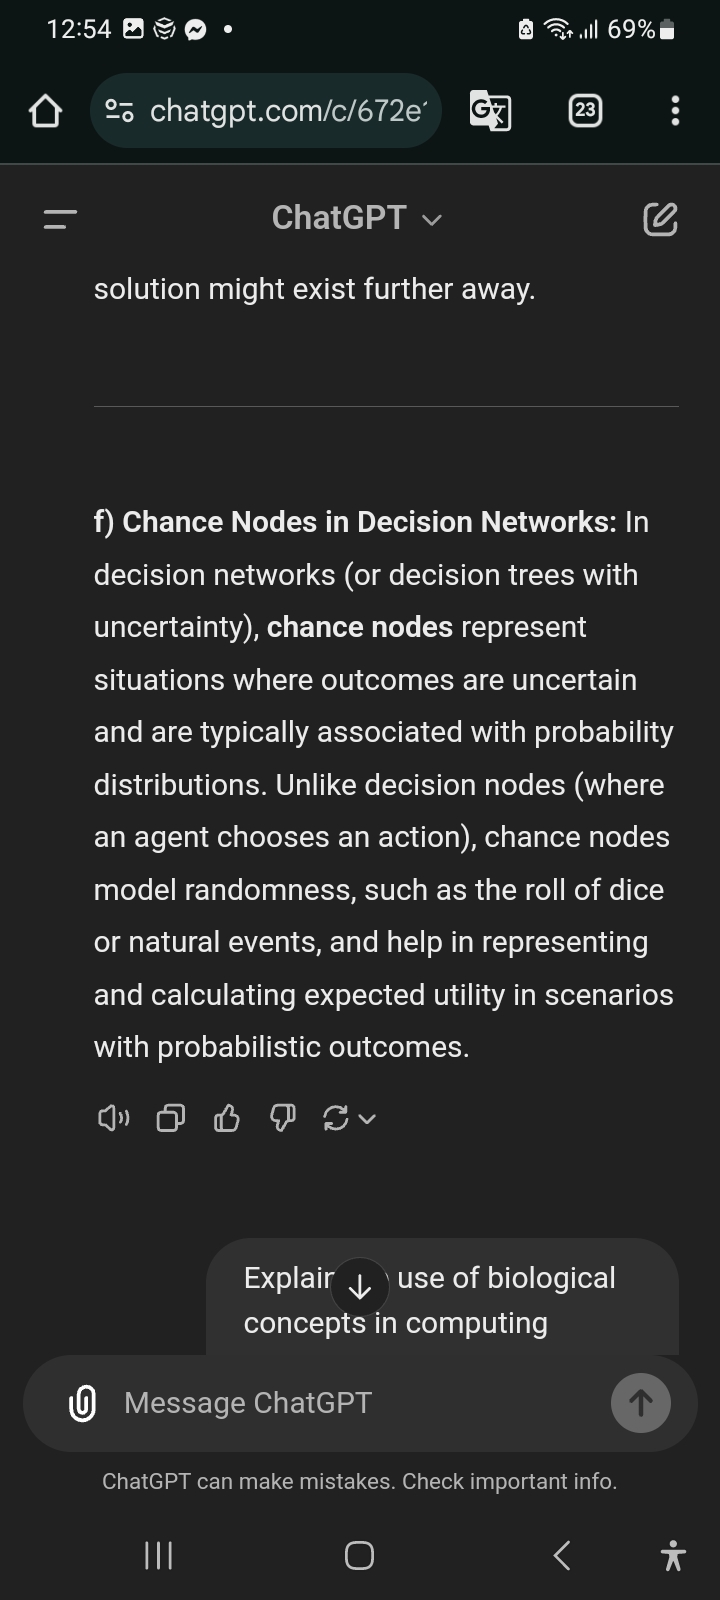 12:54 69%
chatgpt.com/c/672e
23
ChatGPT
solution might exist further away.
f) Chance Nodes in Decision Networks: In
decision networks (or decision trees with
uncertainty), chance nodes represent
situations where outcomes are uncertain
and are typically associated with probability
distributions. Unlike decision nodes (where
an agent chooses an action), chance nodes
model randomness, such as the roll of dice
or natural events, and help in representing
and calculating expected utility in scenarios
with probabilistic outcomes.
use of biological
concepts in computing
Message ChatGPT
ChatGPT can make mistakes. Check important info.